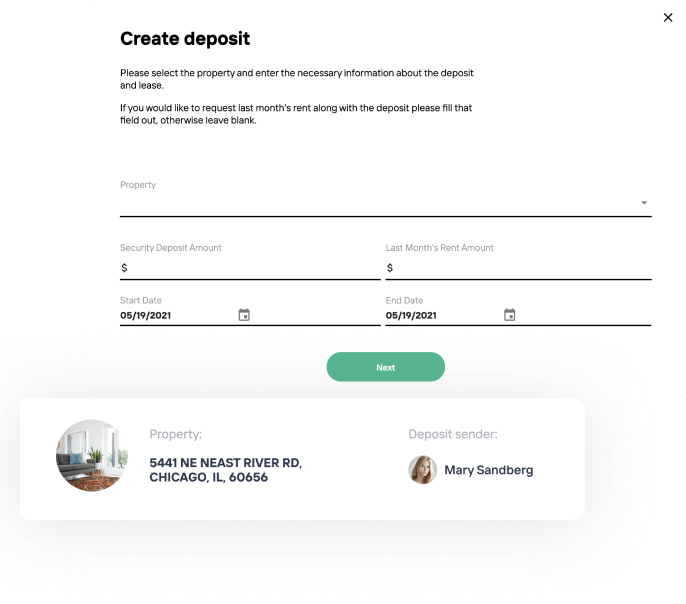 Create deposit
Please select the property and enter the necessary information about the deposit
and lease.
If you would like to request last month's rent along with the deposit please fill that
field out, otherwise leave blank.
Property
Security Deposit Amount
Last Month's Rent Amount
$
$
Start Date
End Date
05/19/2021
05/19/2021
Next
Property:
Deposit sender:
5441 NE NEAST RIVER RD,
CHICAGO, IL, 60656
Mary Sandberg